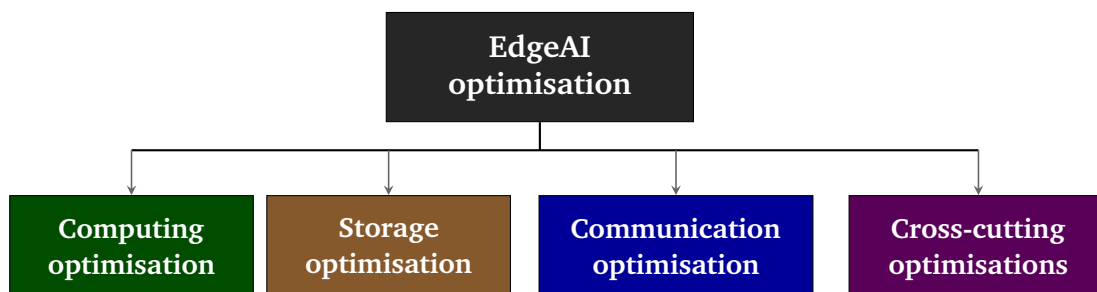 EdgeAI
optimisation
Computing
optimisation
Storage
optimisation
Communication
optimisation
Cross-cutting
optimisations